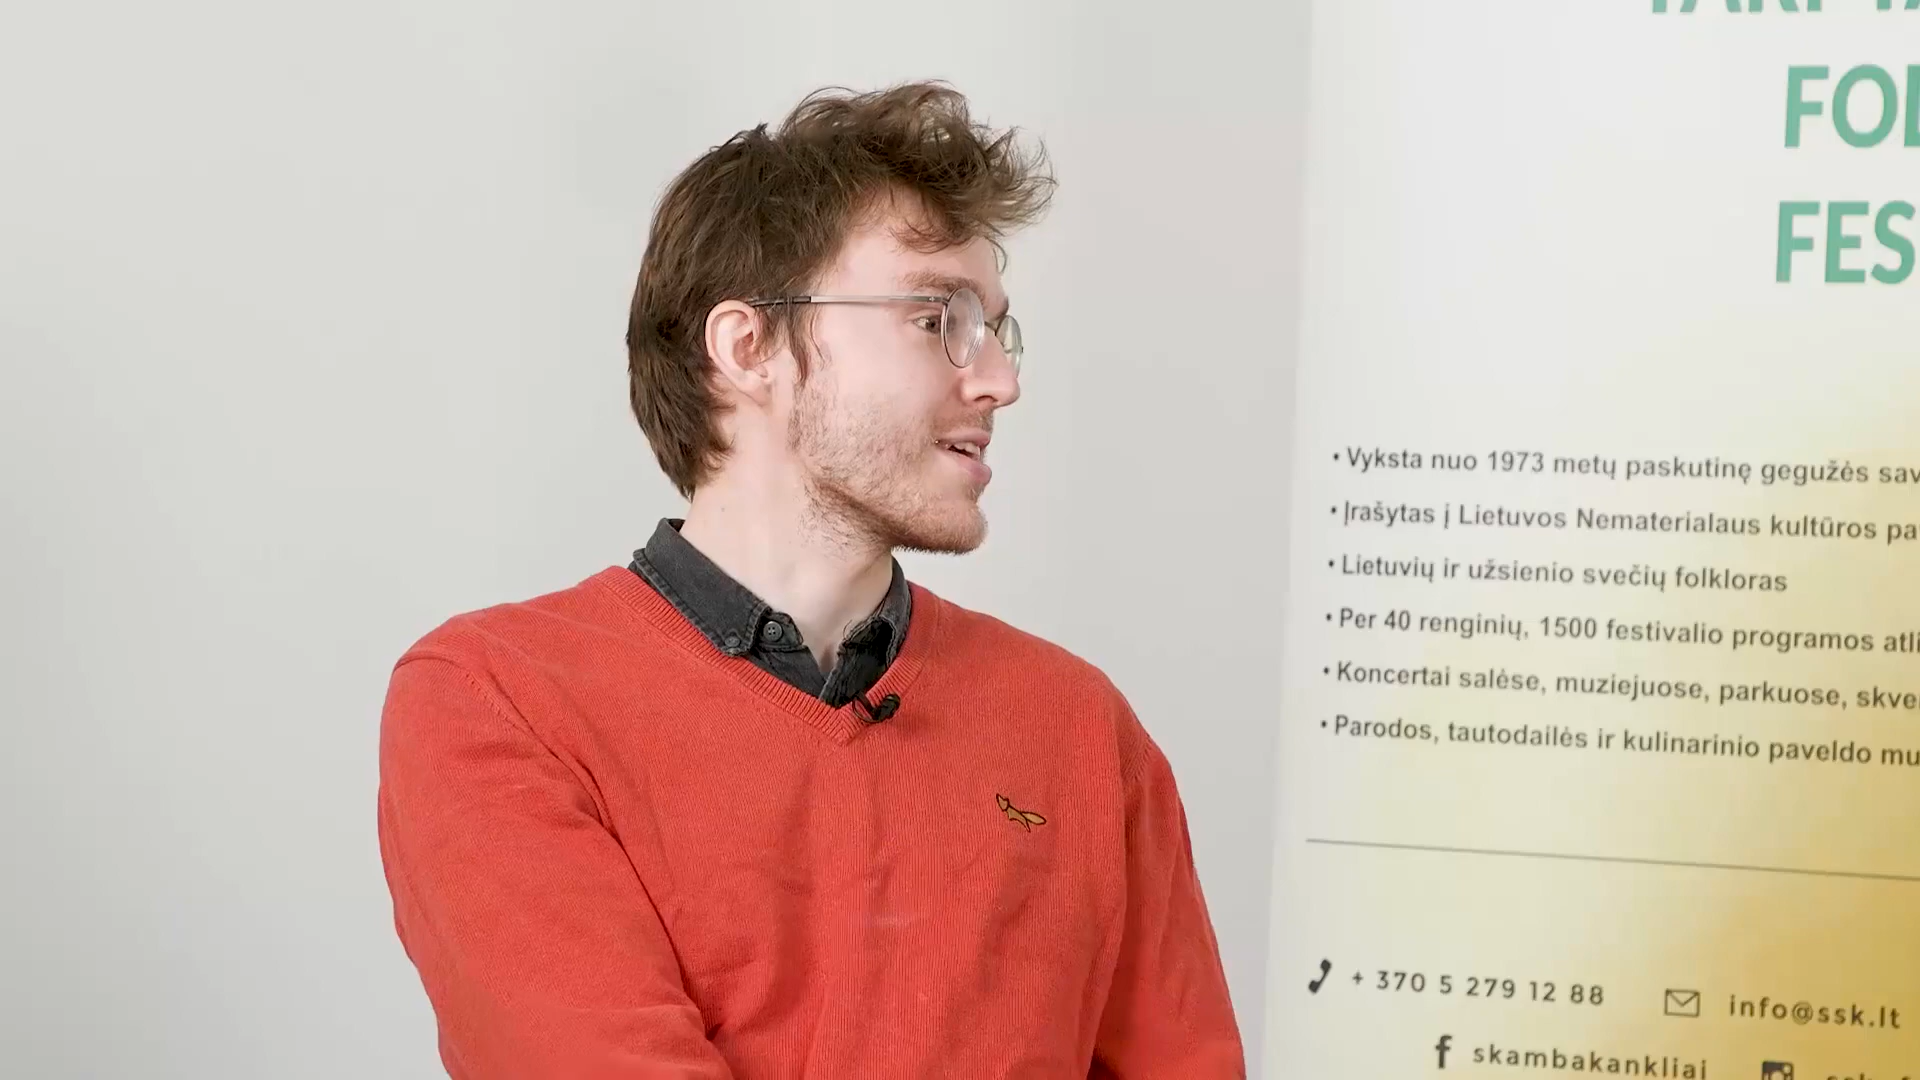 FOL
FES
• Vyksta nuo 1973 metų paskutinę gegužės sav
• Įrašytas į Lietuvos Nematerialaus kultūros pa
• Lietuvių ir užsienio svečių folkloras
• Per 40 renginių, 1500 festivalio programos atli
• Koncertai salėse, muziejuose, parkuose, skve
• Parodos, tautodailės ir kulinarinio paveldo mu
+ 370 5 279 12 88 info@ssk.lt
skambakankliai